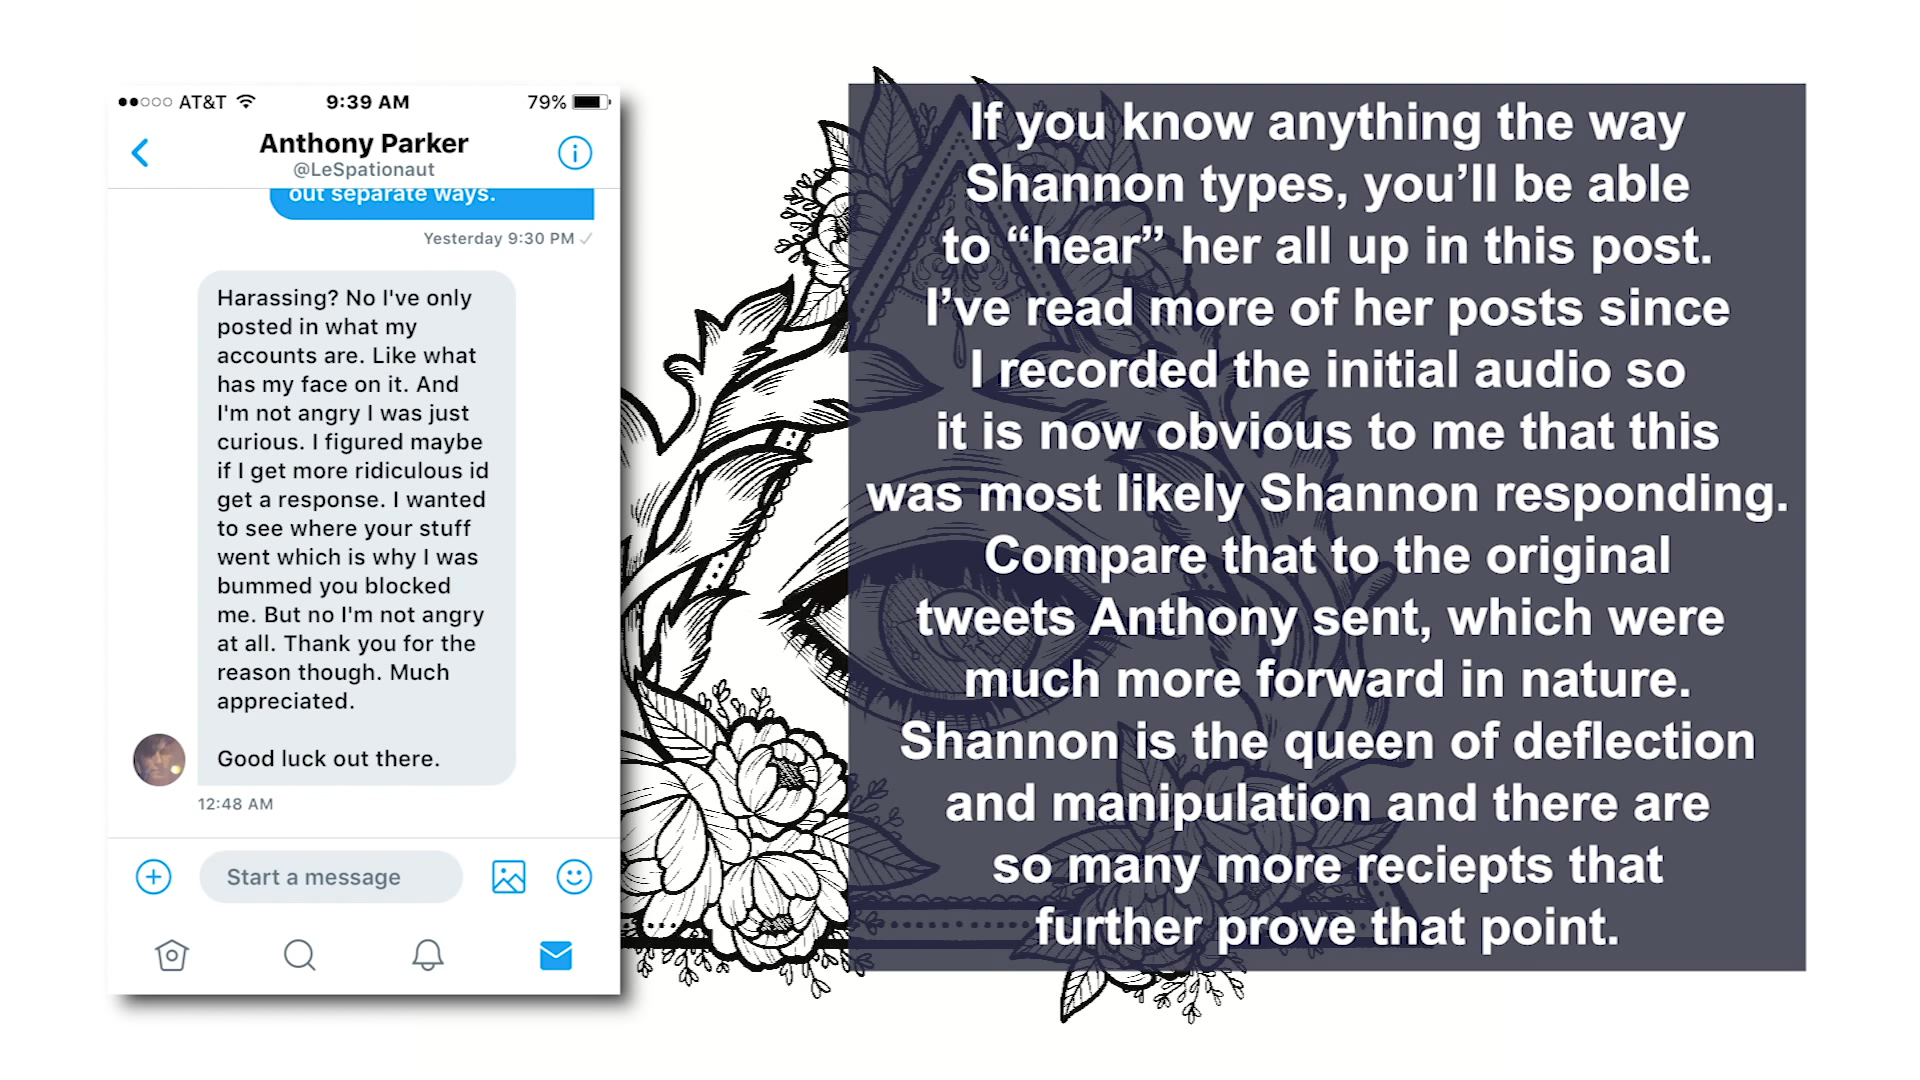 AT&T 9:39 AM 79%
Anthony Parker
@LeSpationaut
out separate ways.
Yesterday 9:30 PM
Harassing? No I've only
posted in what my
accounts are. Like what
has my face on it. And
I'm not angry I was just
curious. I figured maybe
if I get more ridiculous id
get a response. I wanted
to see where your stuff
went which is why I was
bummed you blocked
me. But no I'm not angry
at all. Thank you for the
reason though. Much
appreciated.
Good luck out there.
12:48 AM
Start a message
If you know anything the way
Shannon types, you’ll be able
to “hear” her all up in this post.
I’ve read more of her posts since
I recorded the initial audio so
it is now obvious to me that this
was most likely Shannon responding.
Compare that to the original
tweets Anthony sent, which were
much more forward in nature.
Shannon is the queen of deflection
and manipulation and there are
so many more reciepts that
further prove that point.